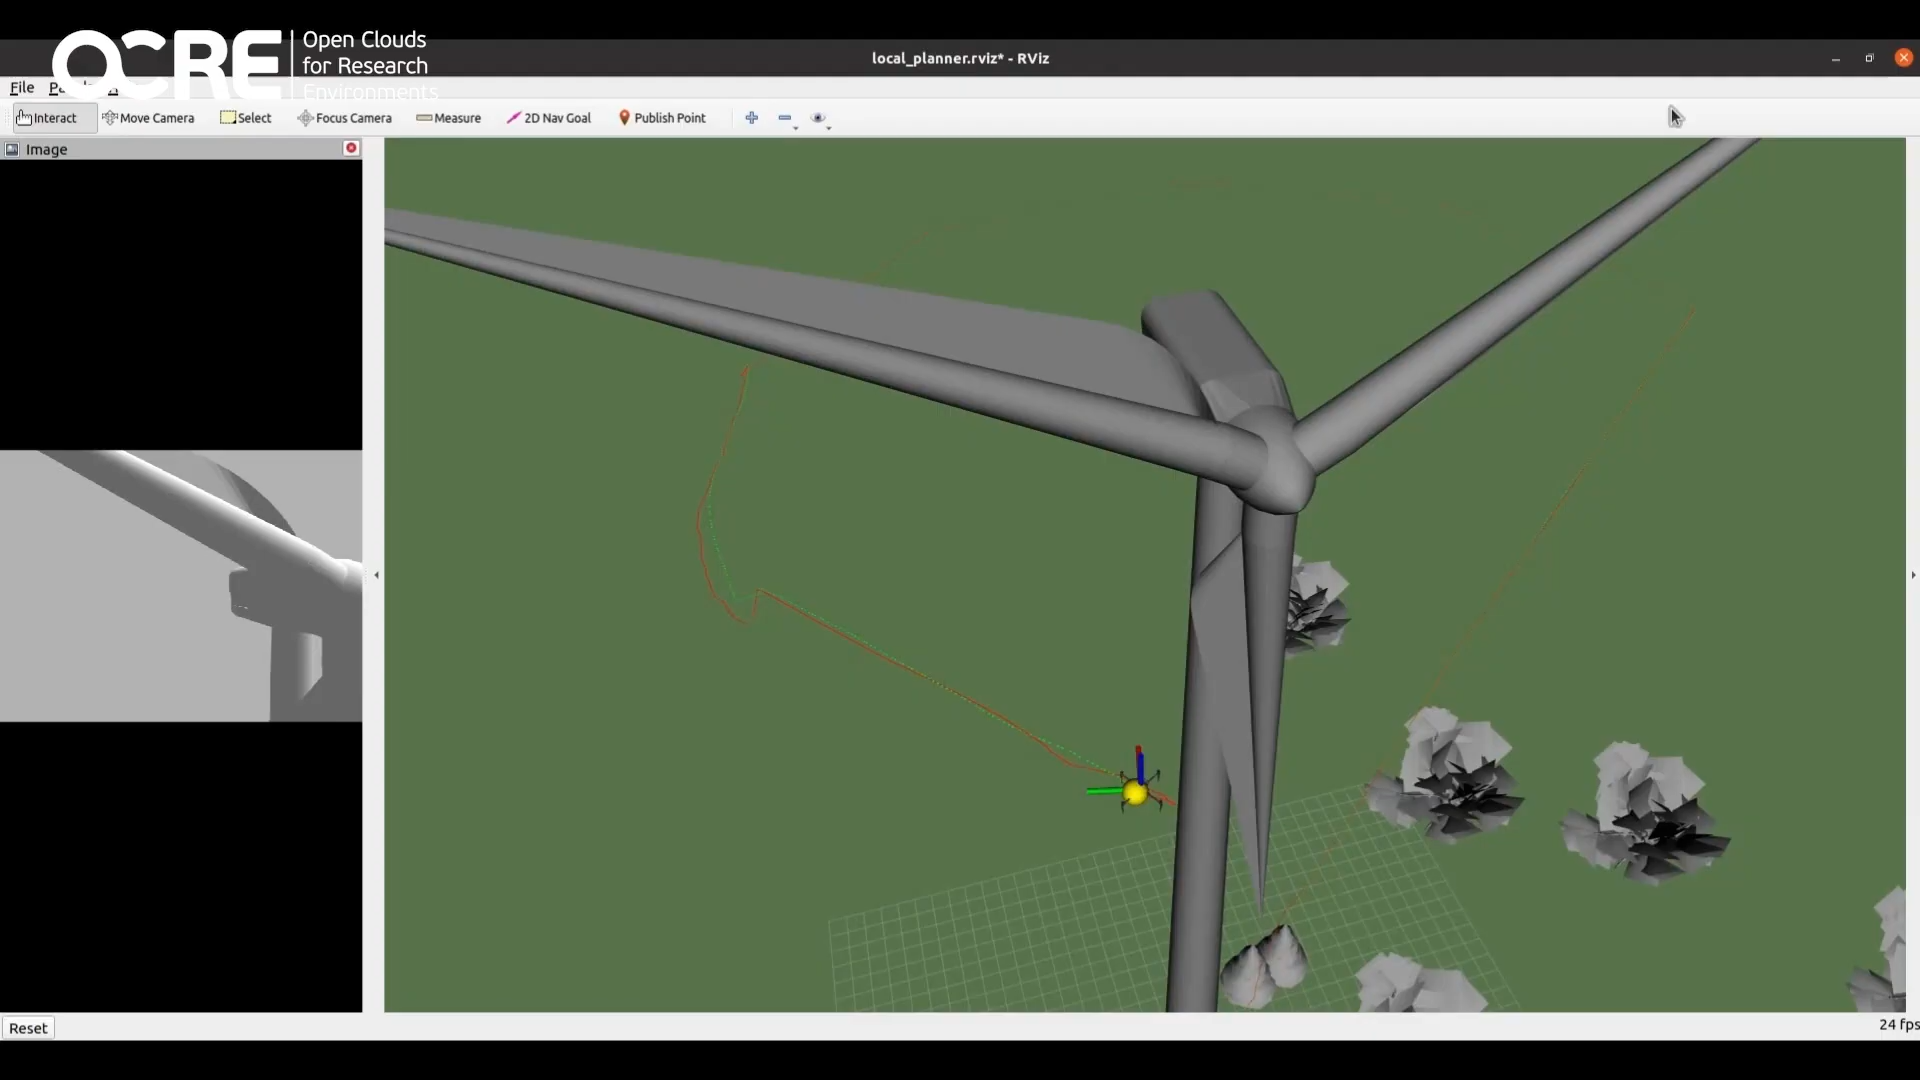 OCRE
Open Clouds
for Research
Environments
local_planner.rviz* - RViz
File
Interact
Move Camera
Select
Focus Camera
Measure
2D Nav Goal
Publish Point
Image
Reset
24 fps